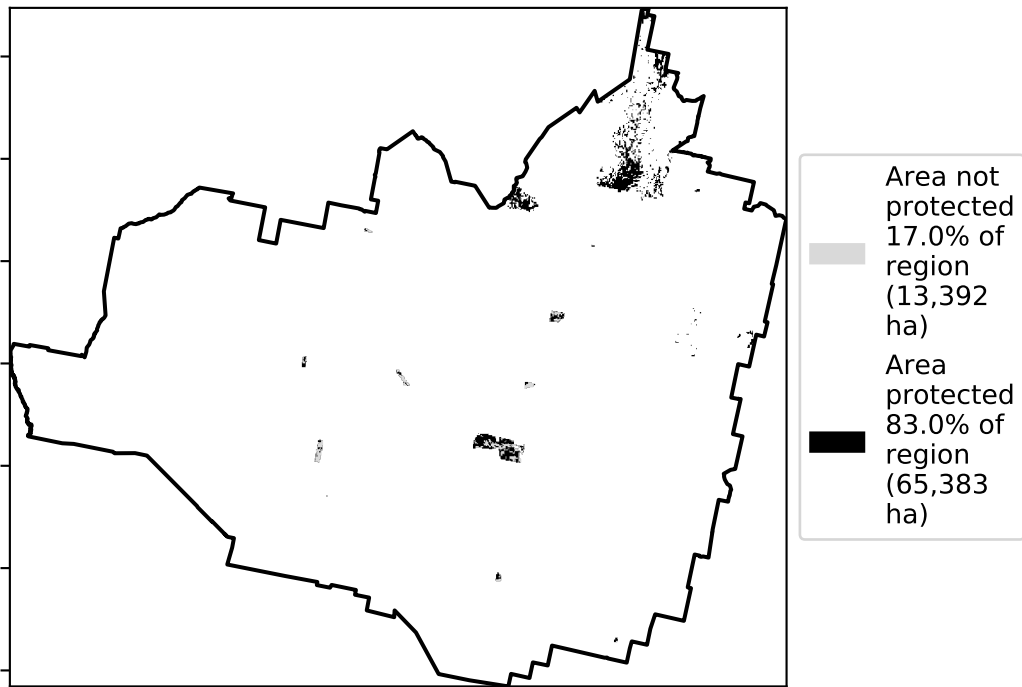 Area not
protected
17.0% of
region
(13,392
ha)
Area
protected
83.0% of
region
(65,383
ha)